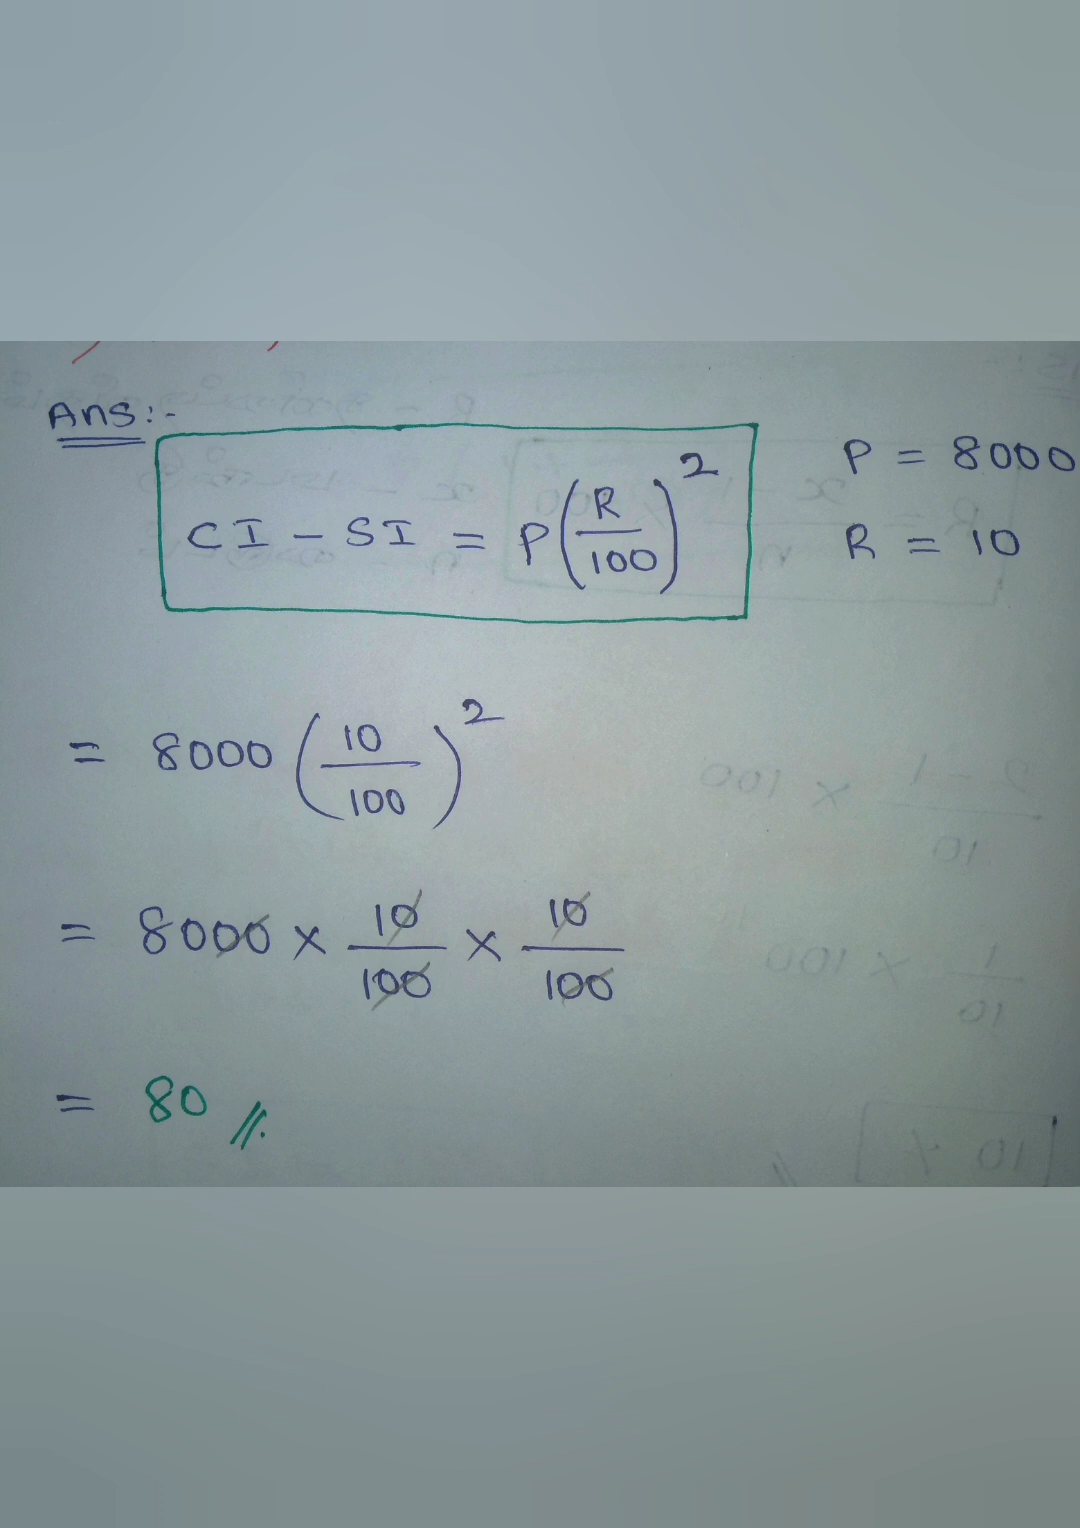 Ans:-
CI - SI = P(R/100)²
P = 8000
R = 10
= 8000 (10/100)²
= 8000 × 10/100 × 10/100
= 80 //.